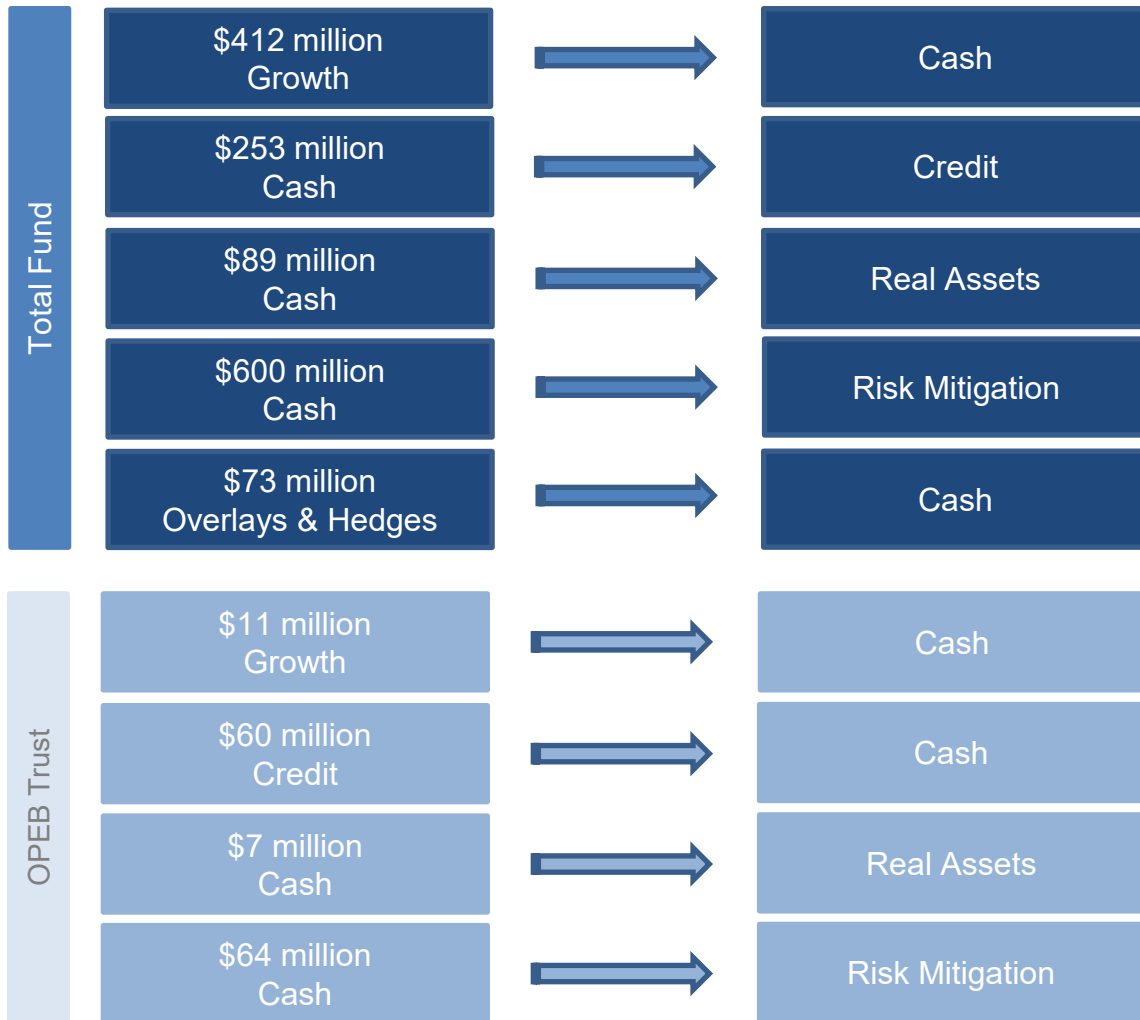 Total Fund
$412 million
Growth
Cash
$253 million
Cash
Credit
$89 million
Cash
Real Assets
$600 million
Cash
Risk Mitigation
$73 million
Overlays & Hedges
Cash
OPEB Trust
$11 million
Growth
Cash
$60 million
Credit
Cash
$7 million
Cash
Real Assets
$64 million
Cash
Risk Mitigation